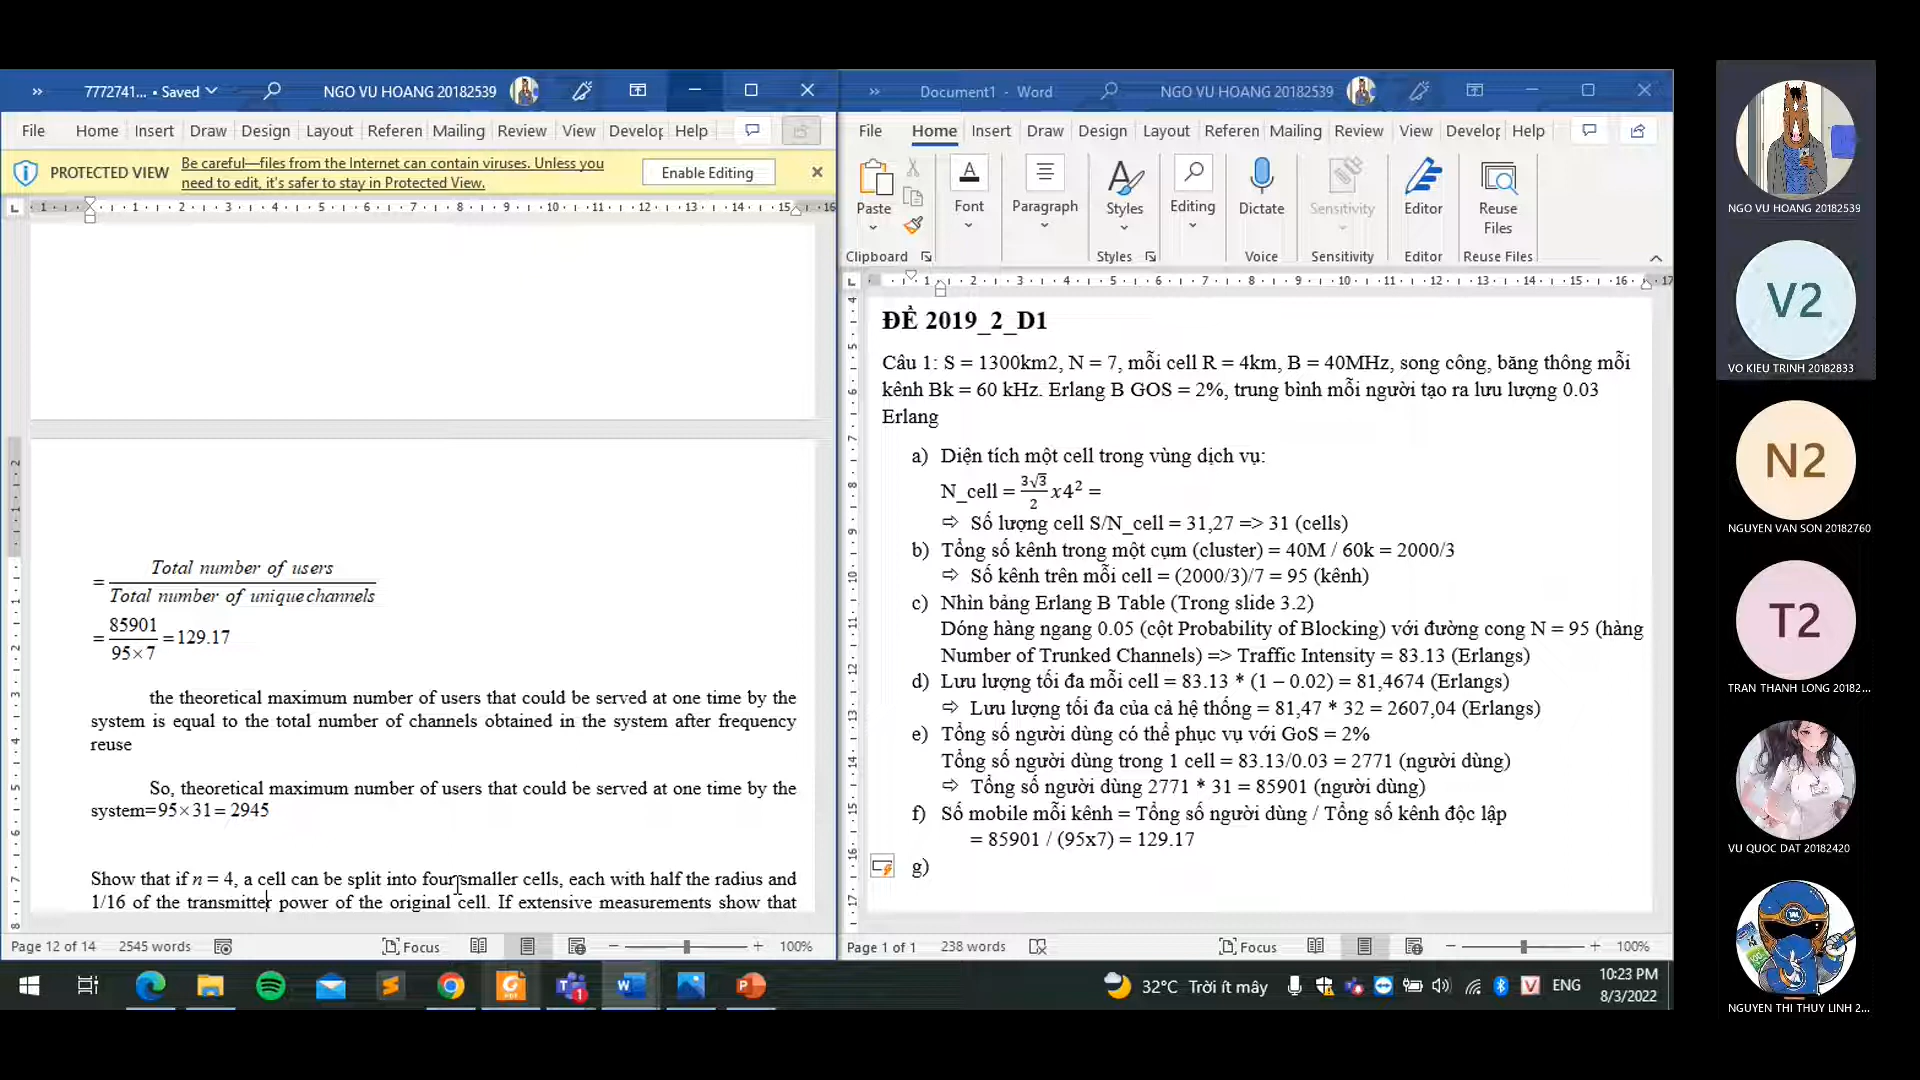 7772741... • Saved
NGO VU HOANG 20182539
File Home Insert Draw Design Layout Referen Mailing Review View Develop Help
PROTECTED VIEW
Be careful—files from the Internet can contain viruses. Unless you
need to edit, it's safer to stay in Protected View.
Enable Editing
= Total number of users
Total number of unique channels
= 85901 = 129.17
95×7
the theoretical maximum number of users that could be served at one time by the
system is equal to the total number of channels obtained in the system after frequency
reuse
So, theoretical maximum number of users that could be served at one time by the
system=95×31= 2945
Show that if n = 4, a cell can be split into four smaller cells, each with half the radius and
1/16 of the transmitter power of the original cell. If extensive measurements show that
Page 12 of 14 2545 words Focus 100%
Document1 - Word
NGO VU HOANG 20182539
File Home Insert Draw Design Layout Referen Mailing Review View Develop Help
Paste Font Paragraph Styles Editing Dictate Sensitivity Editor Reuse
Files
Clipboard Styles Voice Sensitivity Editor Reuse Files
ĐỀ 2019_2_D1
Câu 1: S = 1300km2, N = 7, mỗi cell R = 4km, B = 40MHz, song công, băng thông mỗi
kênh Bk = 60 kHz. Erlang B GOS = 2%, trung bình mỗi người tạo ra lưu lượng 0.03
Erlang
a) Diện tích một cell trong vùng dịch vụ:
N_cell = 3√3/2 x4² =
⇨ Số lượng cell S/N_cell = 31,27 => 31 (cells)
b) Tổng số kênh trong một cụm (cluster) = 40M / 60k = 2000/3
⇨ Số kênh trên mỗi cell = (2000/3)/7 = 95 (kênh)
c) Nhìn bảng Erlang B Table (Trong slide 3.2)
Dóng hàng ngang 0.05 (cột Probability of Blocking) với đường cong N = 95 (hàng
Number of Trunked Channels) => Traffic Intensity = 83.13 (Erlangs)
d) Lưu lượng tối đa mỗi cell = 83.13 * (1 – 0.02) = 81,4674 (Erlangs)
⇨ Lưu lượng tối đa của cả hệ thống = 81,47 * 32 = 2607,04 (Erlangs)
e) Tổng số người dùng có thể phục vụ với GoS = 2%
Tổng số người dùng trong 1 cell = 83.13/0.03 = 2771 (người dùng)
⇨ Tổng số người dùng 2771 * 31 = 85901 (người dùng)
f) Số mobile mỗi kênh = Tổng số người dùng / Tổng số kênh độc lập
= 85901 / (95x7) = 129.17
g)
Page 1 of 1 238 words Focus 100%
32°C Trời ít mây ENG
10:23 PM
8/3/2022
NGO VU HOANG 20182539
V2
VO KIEU TRINH 20182833
N2
NGUYEN VAN SON 20182760
T2
TRAN THANH LONG 20182...
VU QUOC DAT 20182420
NGUYEN THI THUY LINH 2...